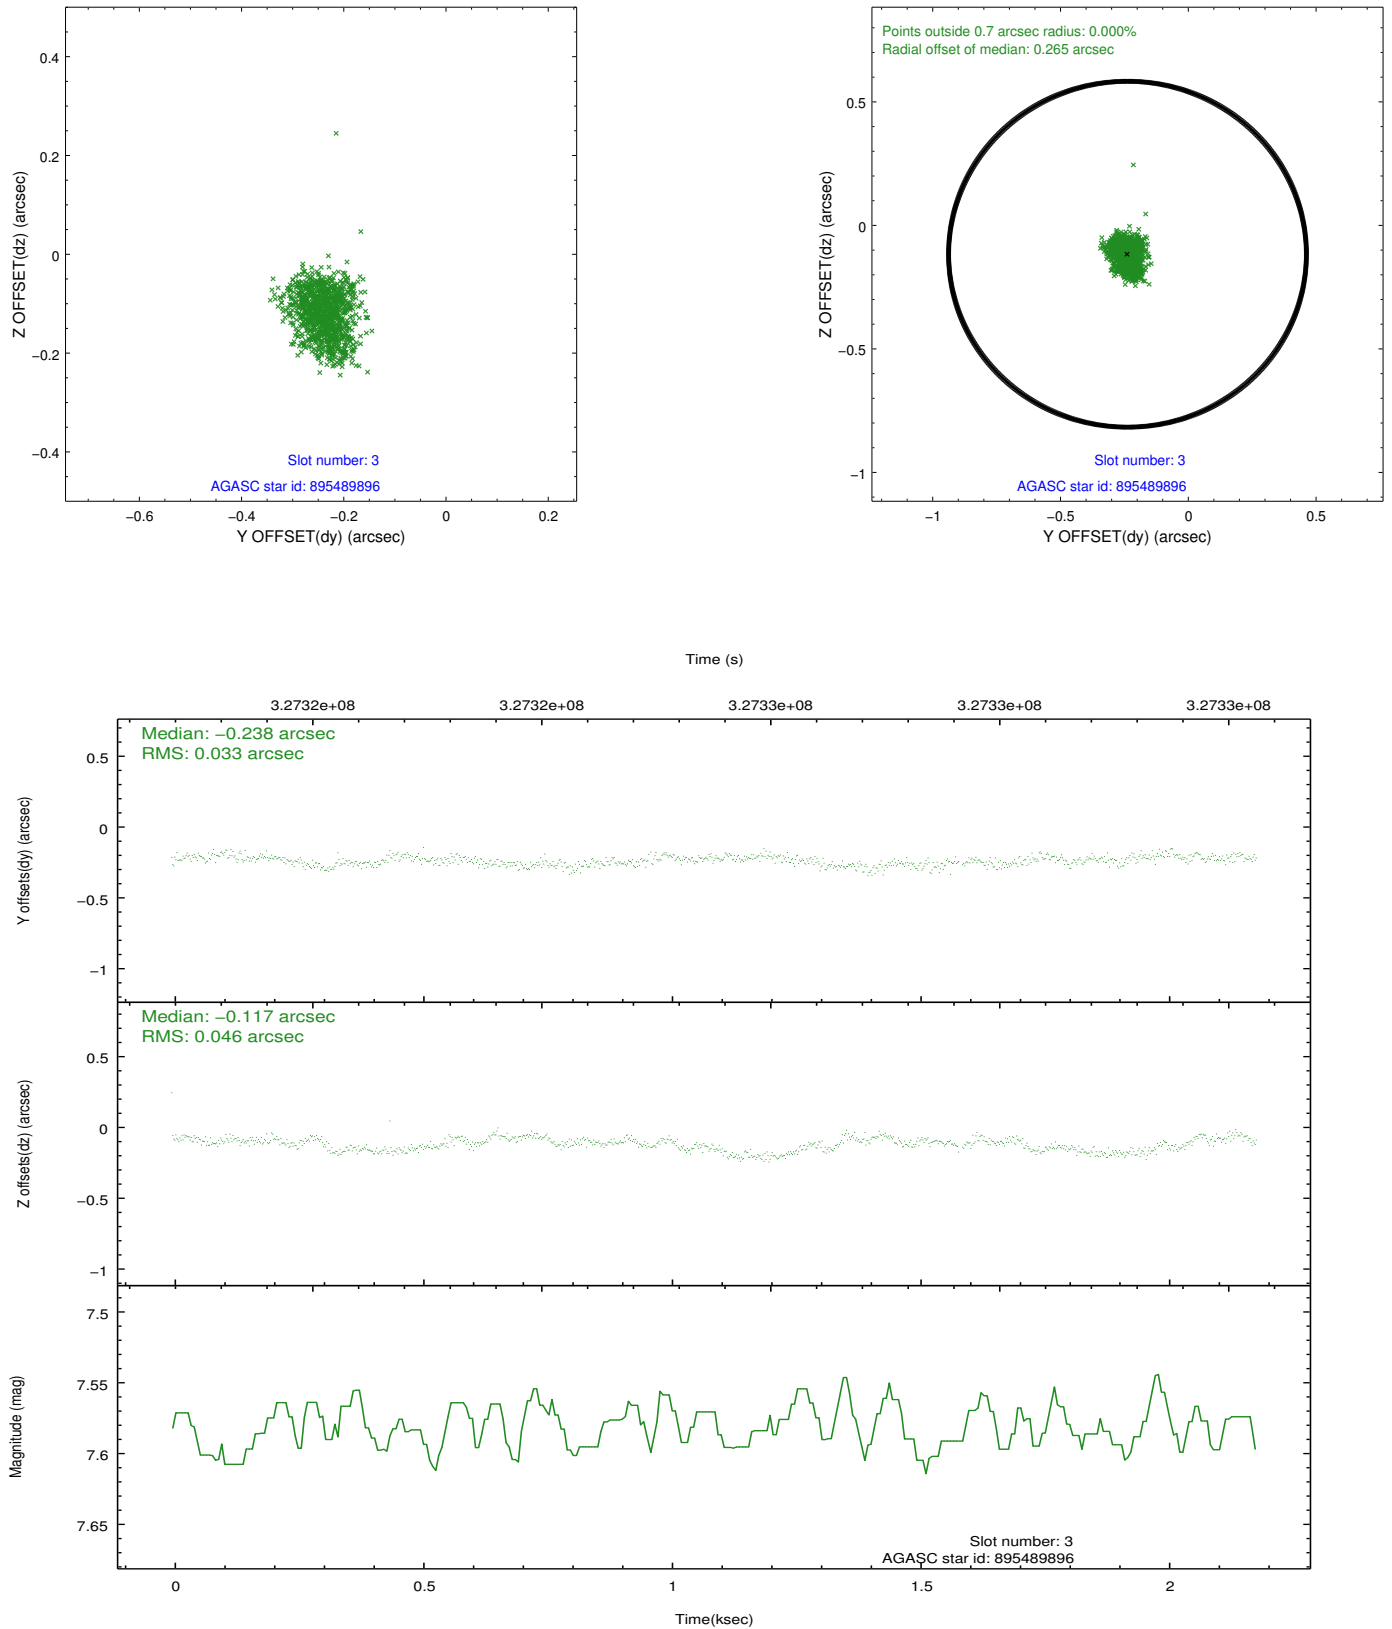 0.4
0.2
0
−0.2
−0.4
Z OFFSET(dz) (arcsec)
Slot number: 3
AGASC star id: 895489896
−0.6 −0.4 −0.2 0 0.2
Y OFFSET(dy) (arcsec)
Points outside 0.7 arcsec radius: 0.000%
Radial offset of median: 0.265 arcsec
0.5
0
−0.5
−1
Z OFFSET(dz) (arcsec)
Slot number: 3
AGASC star id: 895489896
−1 −0.5 0 0.5
Y OFFSET(dy) (arcsec)
Time (s)
3.2732e+08 3.2732e+08 3.2733e+08 3.2733e+08 3.2733e+08
Median: −0.238 arcsec
RMS: 0.033 arcsec
0.5
0
−0.5
−1
Y offsets(dy) (arcsec)
Median: −0.117 arcsec
RMS: 0.046 arcsec
0.5
0
−0.5
−1
Z offsets(dz) (arcsec)
7.5
7.55
7.6
7.65
Magnitude (mag)
Slot number: 3
AGASC star id: 895489896
0 0.5 1 1.5 2
Time(ksec)